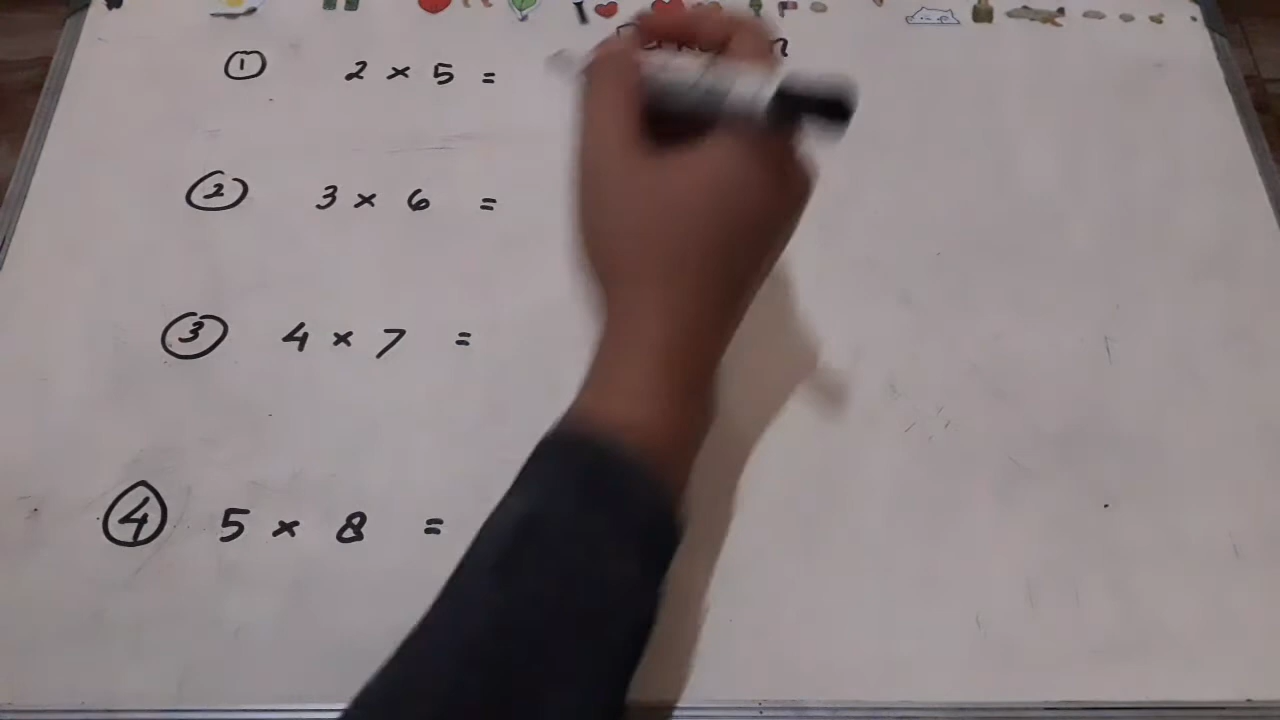 ① 2 × 5 =
② 3 × 6 =
③ 4 × 7 =
④ 5 × 8 =